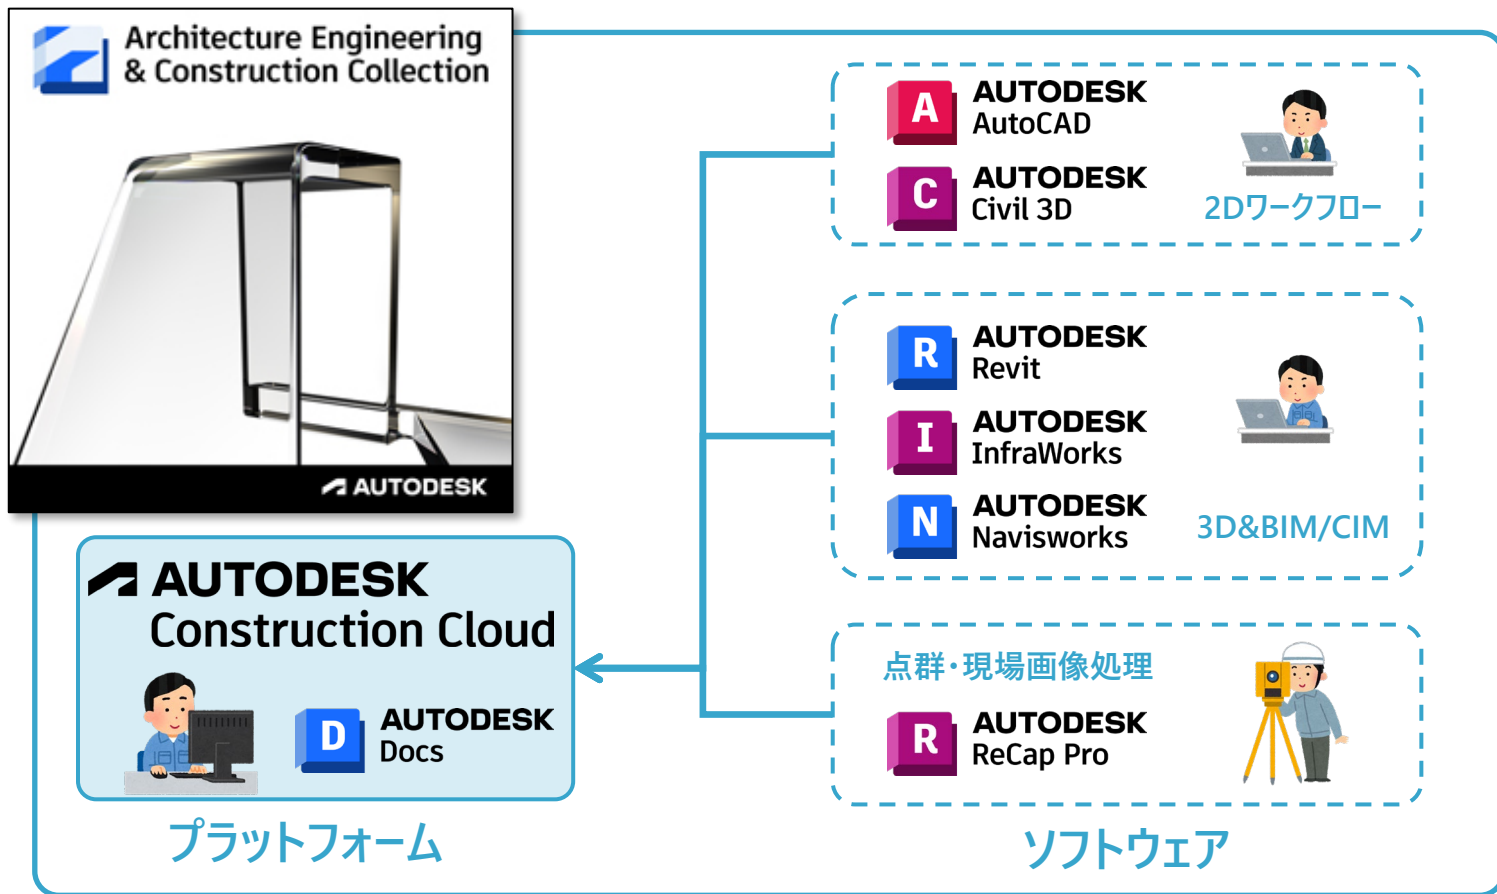 Architecture Engineering
& Construction Collection
AUTODESK
AUTODESK
Construction Cloud
D
AUTODESK
Docs
プラットフォーム
A
AUTODESK
AutoCAD
C
AUTODESK
Civil 3D
2Dワークフロー
R
AUTODESK
Revit
I
AUTODESK
InfraWorks
N
AUTODESK
Navisworks
3D&BIM/CIM
点群・現場画像処理
R
AUTODESK
ReCap Pro
ソフトウェア